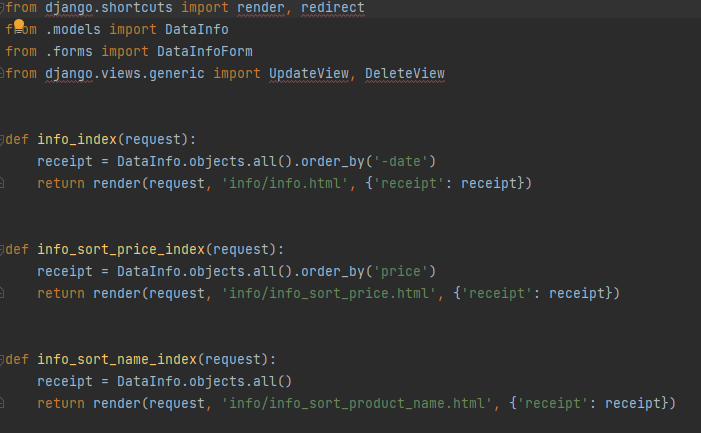 from django.shortcuts import render, redirect
from .models import DataInfo
from .forms import DataInfoForm
from django.views.generic import UpdateView, DeleteView
def info_index(request):
receipt = DataInfo.objects.all().order_by('-date')
return render(request, 'info/info.html', {'receipt': receipt})
def info_sort_price_index(request):
receipt = DataInfo.objects.all().order_by('price')
return render(request, 'info/info_sort_price.html', {'receipt': receipt})
def info_sort_name_index(request):
receipt = DataInfo.objects.all()
return render(request, 'info/info_sort_product_name.html', {'receipt': receipt})